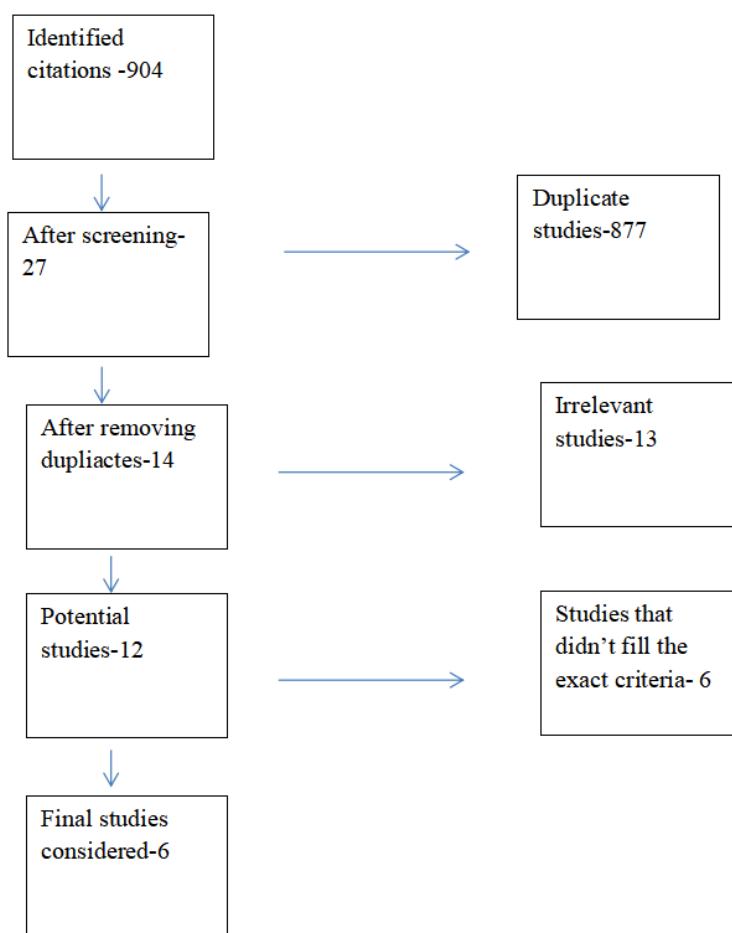 Identified
citations -904
Duplicate
studies-877
After screening-
27
Irrelevant
studies-13
After removing
dupliactes-14
Studies that
didn’t fill the
exact criteria- 6
Potential
studies-12
Final studies
considered-6